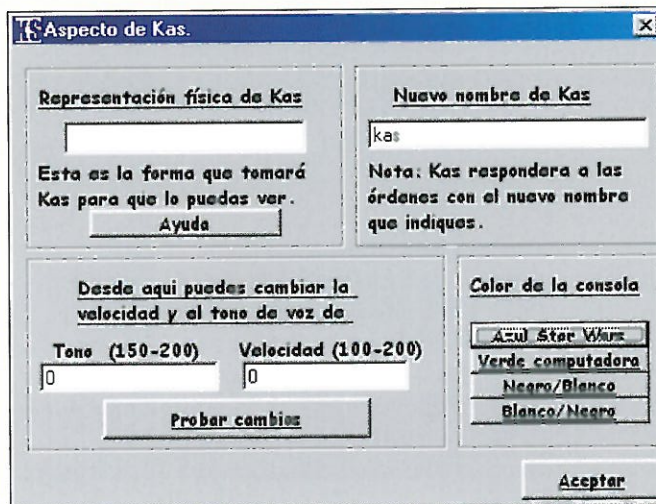 Aspecto de Kas.
Representación física de Kas
Esta es la forma que tomará
Kas para que lo puedas ver.
Ayuda
Nuevo nombre de Kas
kas
Nota: Kas respondera a las
órdenes con el nuevo nombre
que indiques.
Desde aqui puedes cambiar la
velocidad y el tono de voz de
Tono (150-200) Velocidad (100-200)
0 0
Probar cambios
Color de la consola
Azul Star Wars
Verde computadora
Negro/Blanco
Blanco/Negro
Aceptar